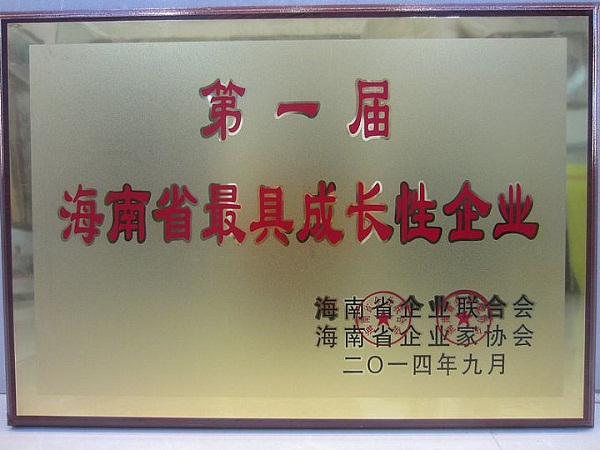 第一届
海南省最具成长性企业
海南省企业联合会
海南省企业家协会
二〇一四年九月